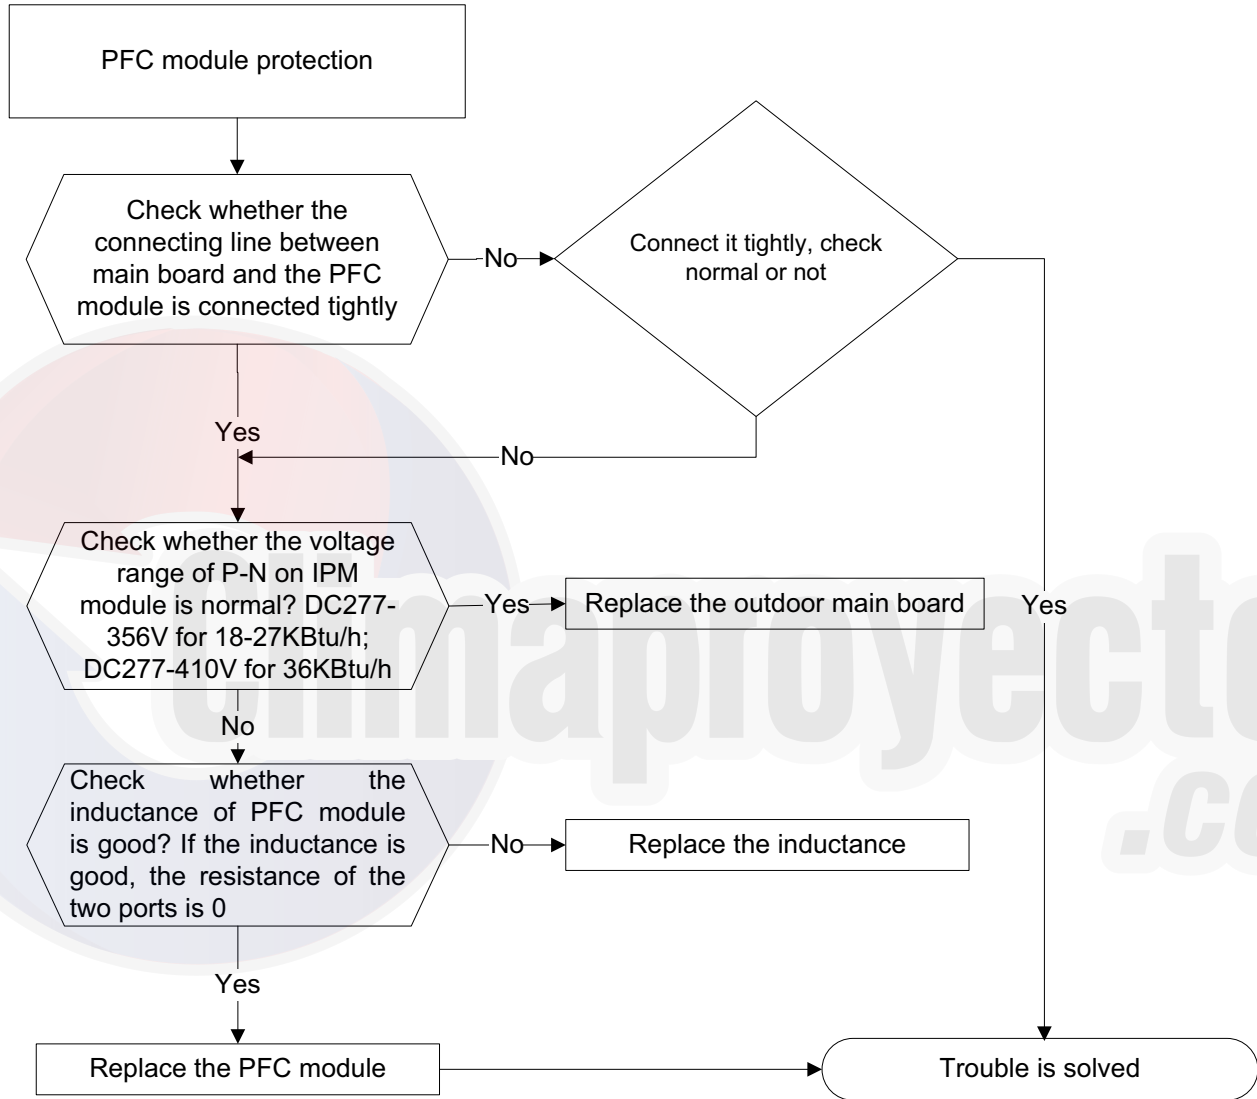 PFC module protection
Check whether the
connecting line between
main board and the PFC
module is connected tightly
No
Connect it tightly, check
normal or not
Yes
No
Check whether the voltage
range of P-N on IPM
module is normal? DC277-
356V for 18-27KBtu/h;
DC277-410V for 36KBtu/h
Yes
Replace the outdoor main board
Yes
No
Check whether the
inductance of PFC module
is good? If the inductance is
good, the resistance of the
two ports is 0
No
Replace the inductance
Yes
Replace the PFC module
Trouble is solved
Climaproyecto
.co